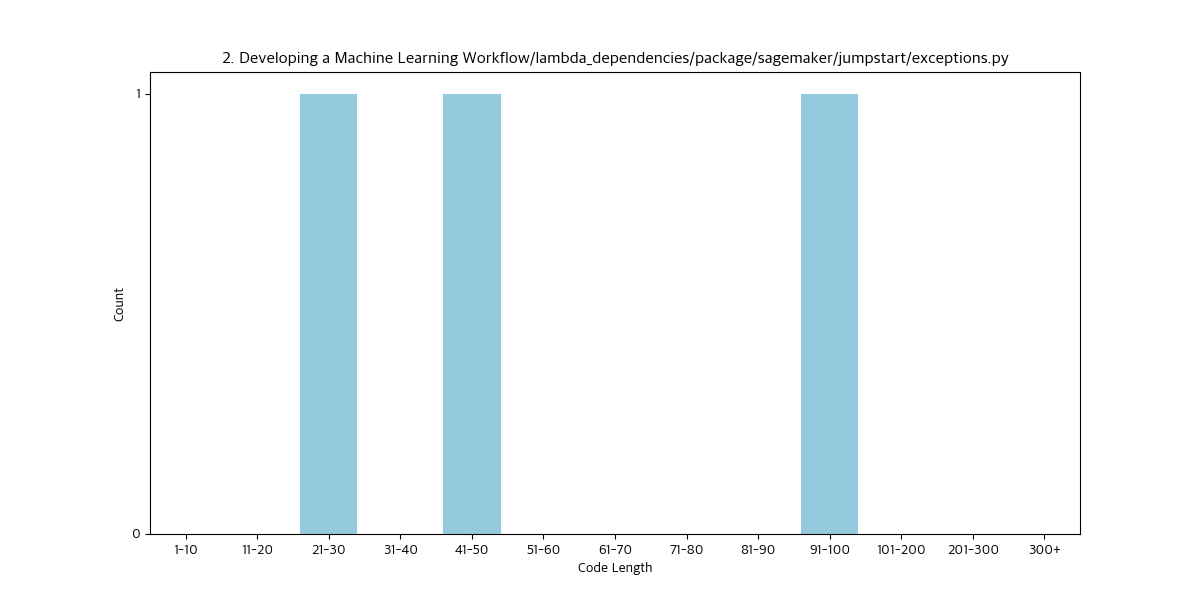 2. Developing a Machine Learning Workflow/lambda_dependencies/package/sagemaker/jumpstart/exceptions.py
1
Count
0
1-10 11-20 21-30 31-40 41-50 51-60 61-70 71-80 81-90 91-100 101-200 201-300 300+
Code Length